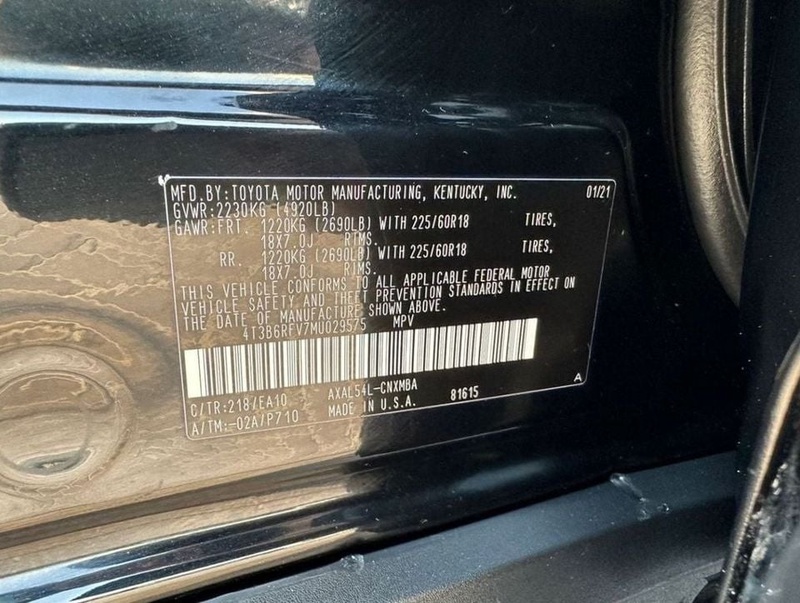 MFD.BY:TOYOTA MOTOR MANUFACTURING, KENTUCKY, INC. 01/21
GVWR:2230KG (4920LB)
GAWR:FRT. 1220KG (2690LB) WITH 225/60R18 TIRES,
18X7.0J RIMS.
RR. 1220KG (2690LB) WITH 225/60R18 TIRES,
18X7.0J RIMS.
THIS VEHICLE CONFORMS TO ALL APPLICABLE FEDERAL MOTOR
VEHICLE SAFETY AND THEFT PREVENTION STANDARDS IN EFFECT ON
THE DATE OF MANUFACTURE SHOWN ABOVE.
4T3B6RFV7MU029575 MPV
C/TR:218/EA10 AXAL54L-CNXMBA 81615 A
A/TM:-02A/P710 MADE IN U.S.A.